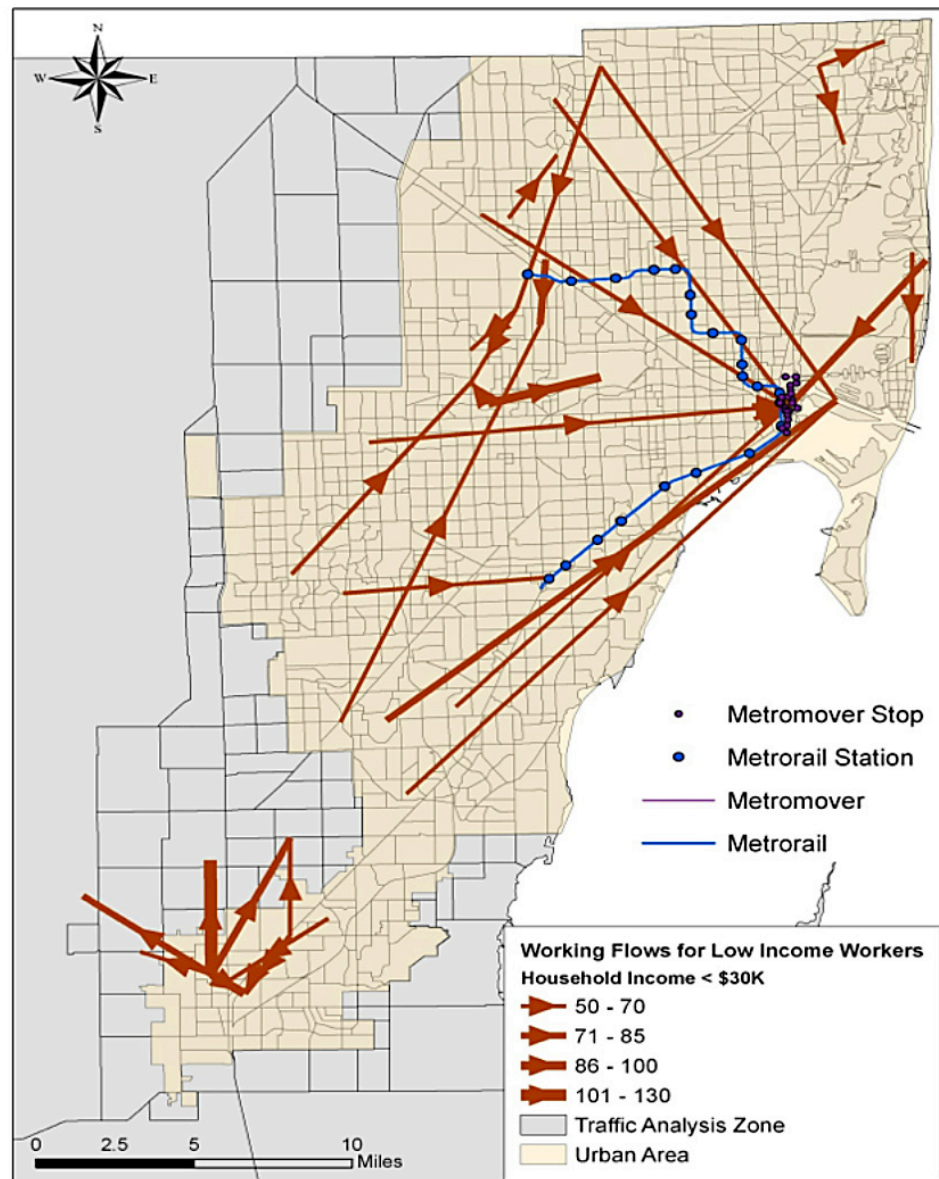 N
W E
S
Metromover Stop
Metrorail Station
Metromover
Metrorail
Working Flows for Low Income Workers
Household Income < $30K
50 - 70
71 - 85
86 - 100
101 - 130
Traffic Analysis Zone
Urban Area
0 2.5 5 10
Miles